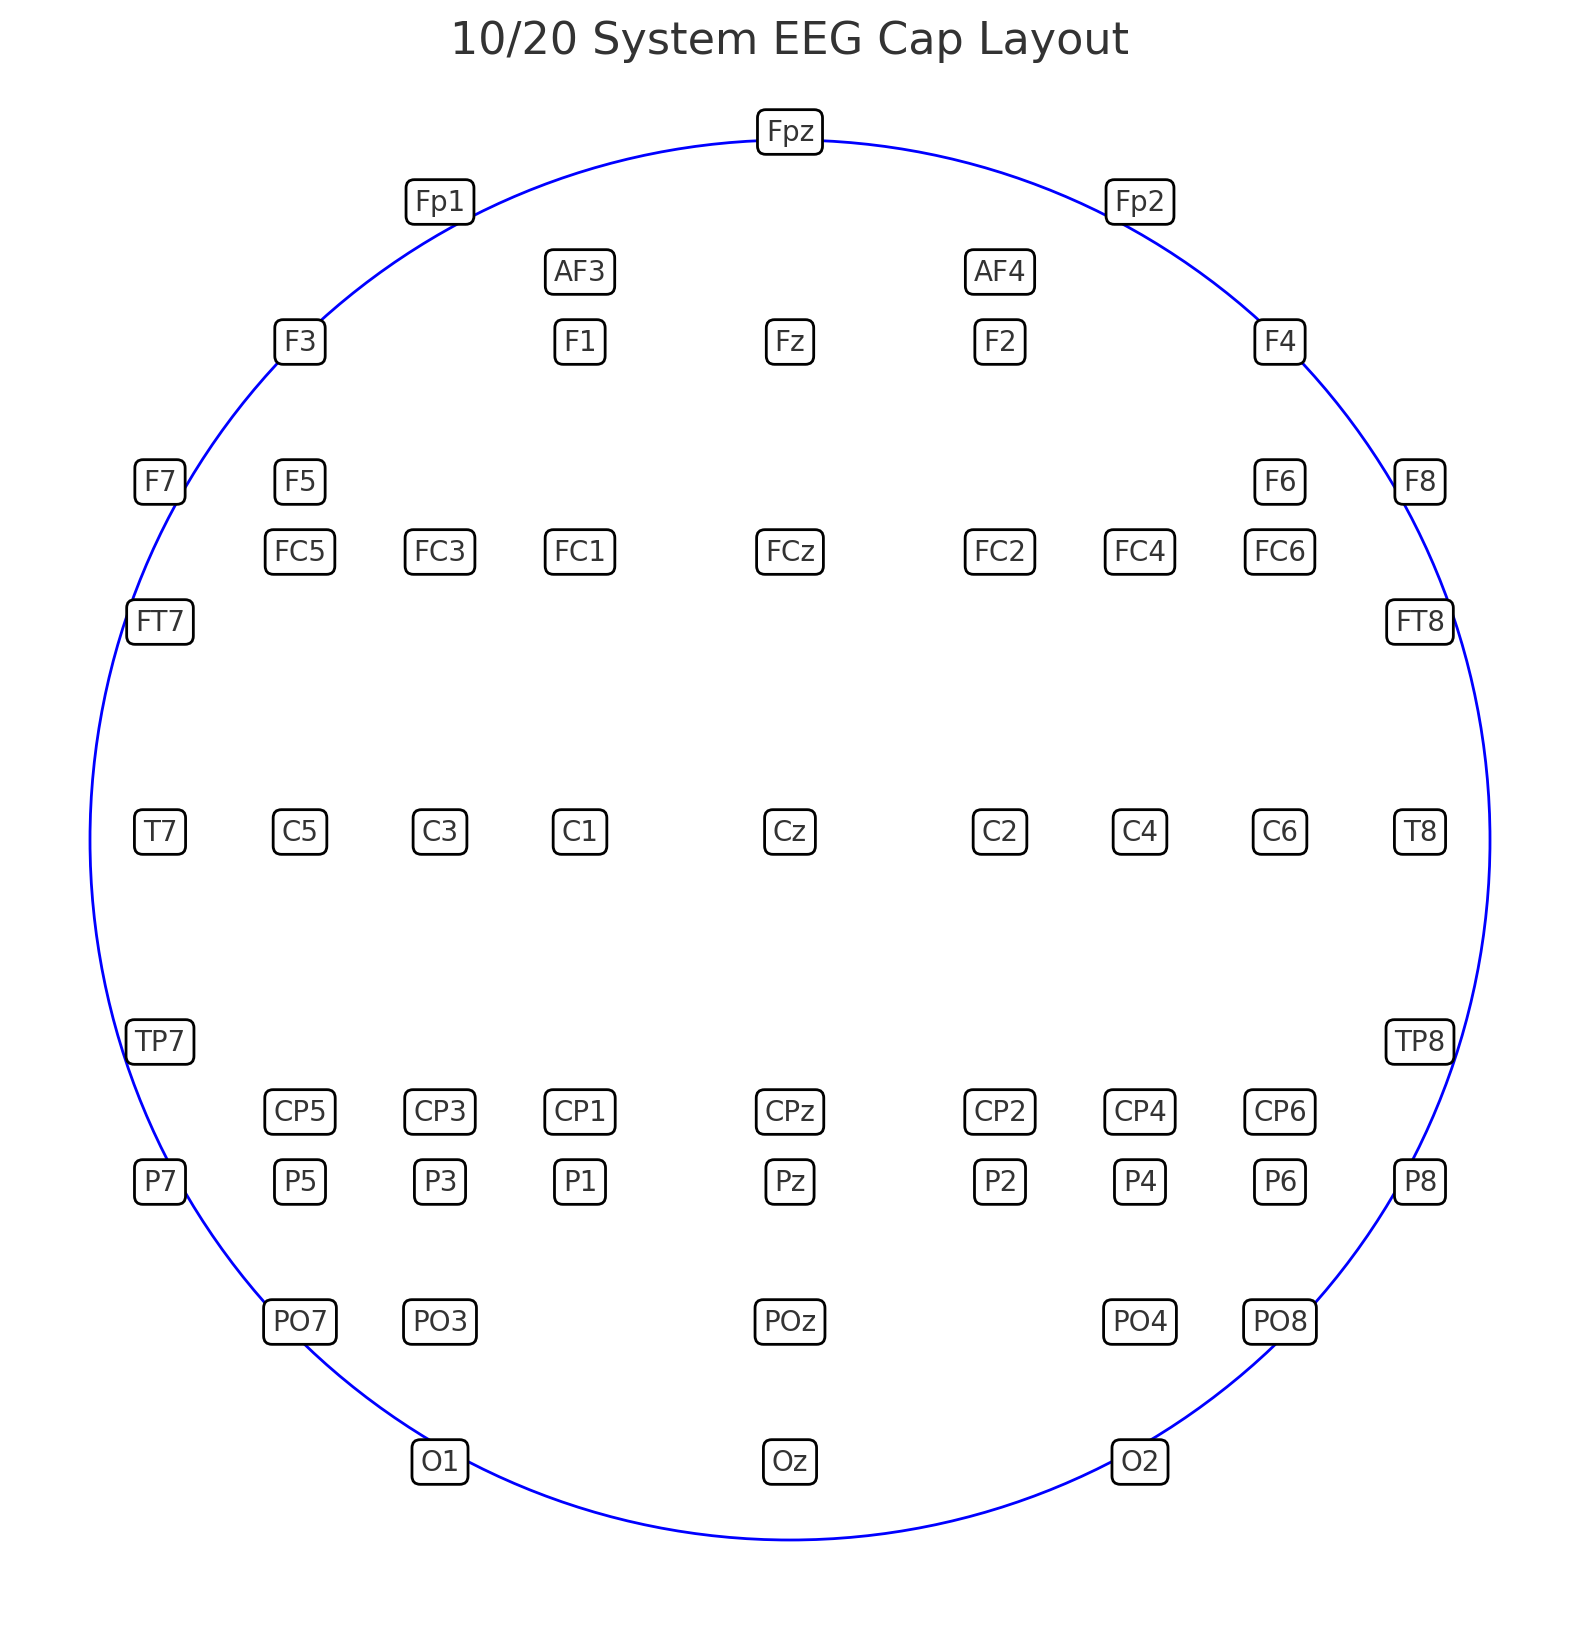 10/20 System EEG Cap Layout
Fpz
Fp1 Fp2
AF3 AF4
F3 F1 Fz F2 F4
F7 F5 F6 F8
FC5 FC3 FC1 FCz FC2 FC4 FC6
FT7 FT8
T7 C5 C3 C1 Cz C2 C4 C6 T8
TP7 TP8
CP5 CP3 CP1 CPz CP2 CP4 CP6
P7 P5 P3 P1 Pz P2 P4 P6 P8
PO7 PO3 POz PO4 PO8
O1 Oz O2